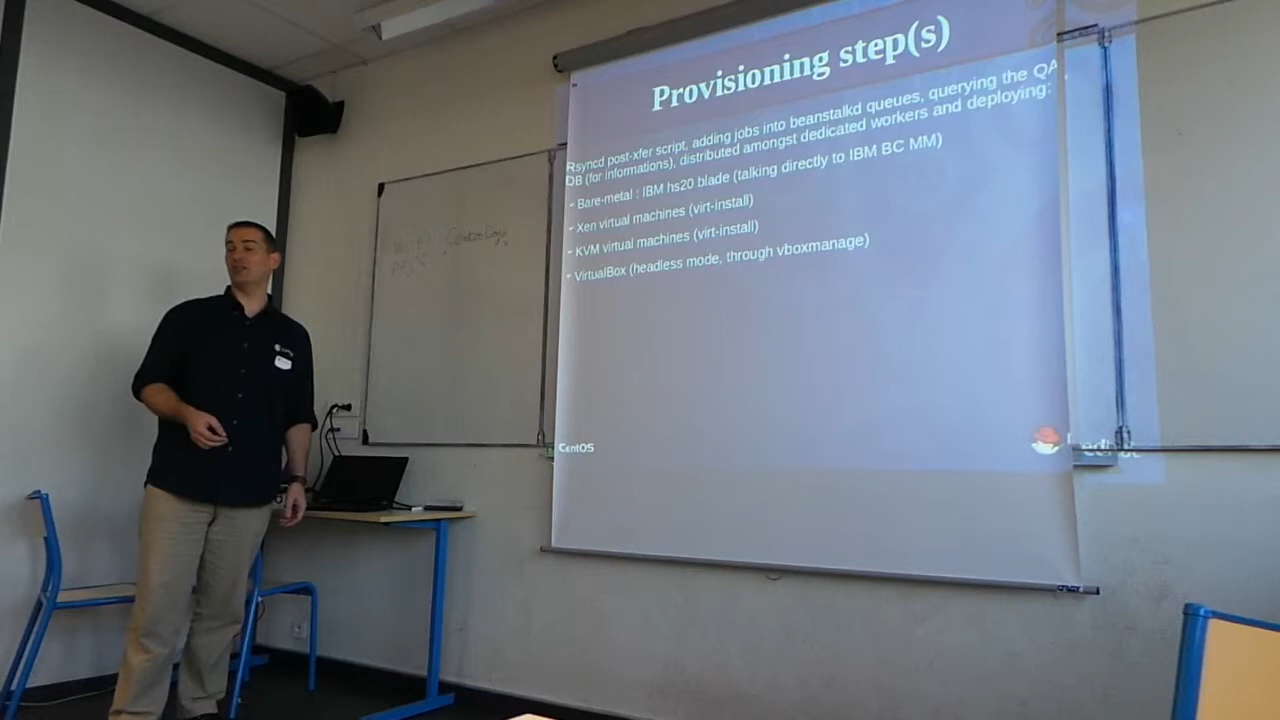 Provisioning step(s)
Rsyncd post-xfer script, adding jobs into beanstalkd queues, querying the QA
DB (for informations), distributed amongst dedicated workers and deploying:
- Bare-metal : IBM hs20 blade (talking directly to IBM BC MM)
- Xen virtual machines (virt-install)
- KVM virtual machines (virt-install)
- VirtualBox (headless mode, through vboxmanage)
CentOS